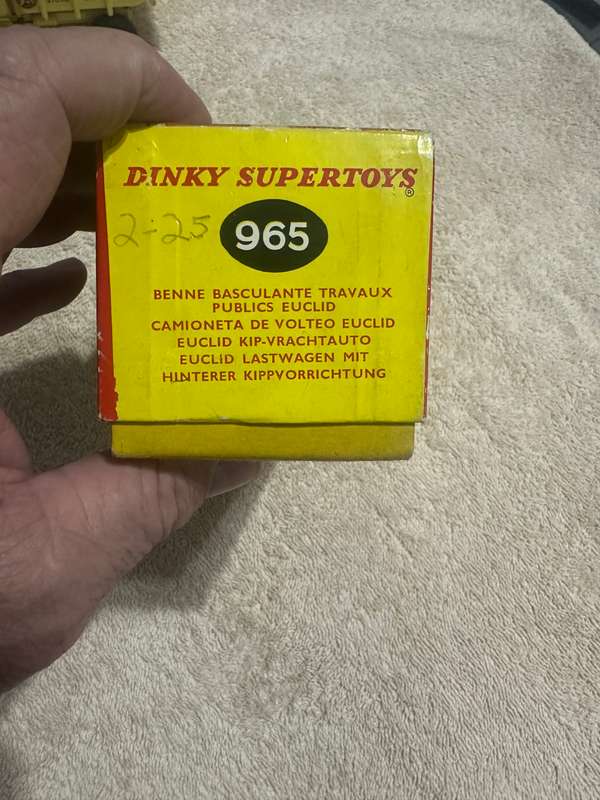 DINKY SUPERTOYS®
2-25
965
BENNE BASCULANTE TRAVAUX
PUBLICS EUCLID
CAMIONETA DE VOLTEO EUCLID
EUCLID KIP-VRACHTAUTO
EUCLID LASTWAGEN MIT
HINTERER KIPPVORRICHTUNG